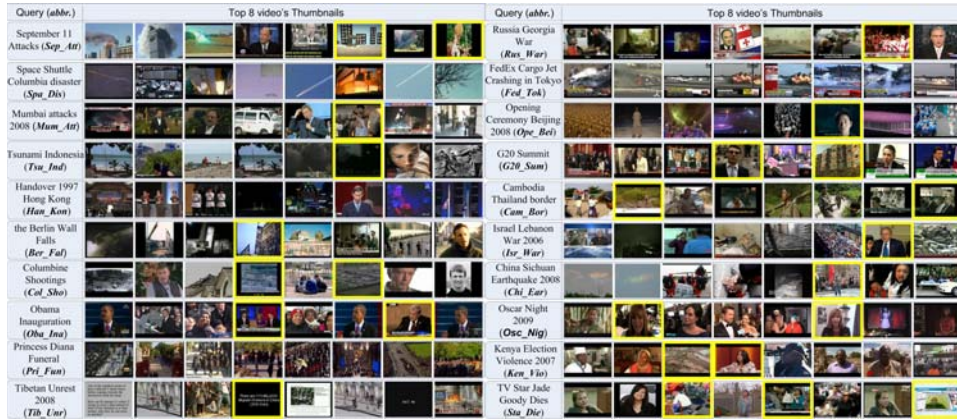 Query (abbr.) Top 8 video's Thumbnails
September 11
Attacks (Sep_Att)
Space Shuttle
Columbia disaster
(Spa_Dis)
Mumbai attacks
2008 (Mum_Att)
Tsunami Indonesia
(Tsu_Ind)
Handover 1997
Hong Kong
(Han_Kon)
the Berlin Wall
Falls
(Ber_Fal)
Columbine
Shootings
(Col_Sho)
Obama
Inauguration
(Oba_Ina)
Princess Diana
Funeral
(Pri_Fun)
Tibetan Unrest
2008
(Tib_Unr)
Query (abbr.) Top 8 video's Thumbnails
Russia Georgia
War
(Rus_War)
FedEx Cargo Jet
Crashing in Tokyo
(Fed_Tok)
Opening
Ceremony Beijing
2008 (Ope_Bei)
G20 Summit
(G20_Sum)
Cambodia
Thailand border
(Cam_Bor)
Israel Lebanon
War 2006
(Isr_War)
China Sichuan
Earthquake 2008
(Chi_Ear)
Oscar Night
2009
(Osc_Nig)
Kenya Election
Violence 2007
(Ken_Vio)
TV Star Jade
Goody Dies
(Sta_Die)